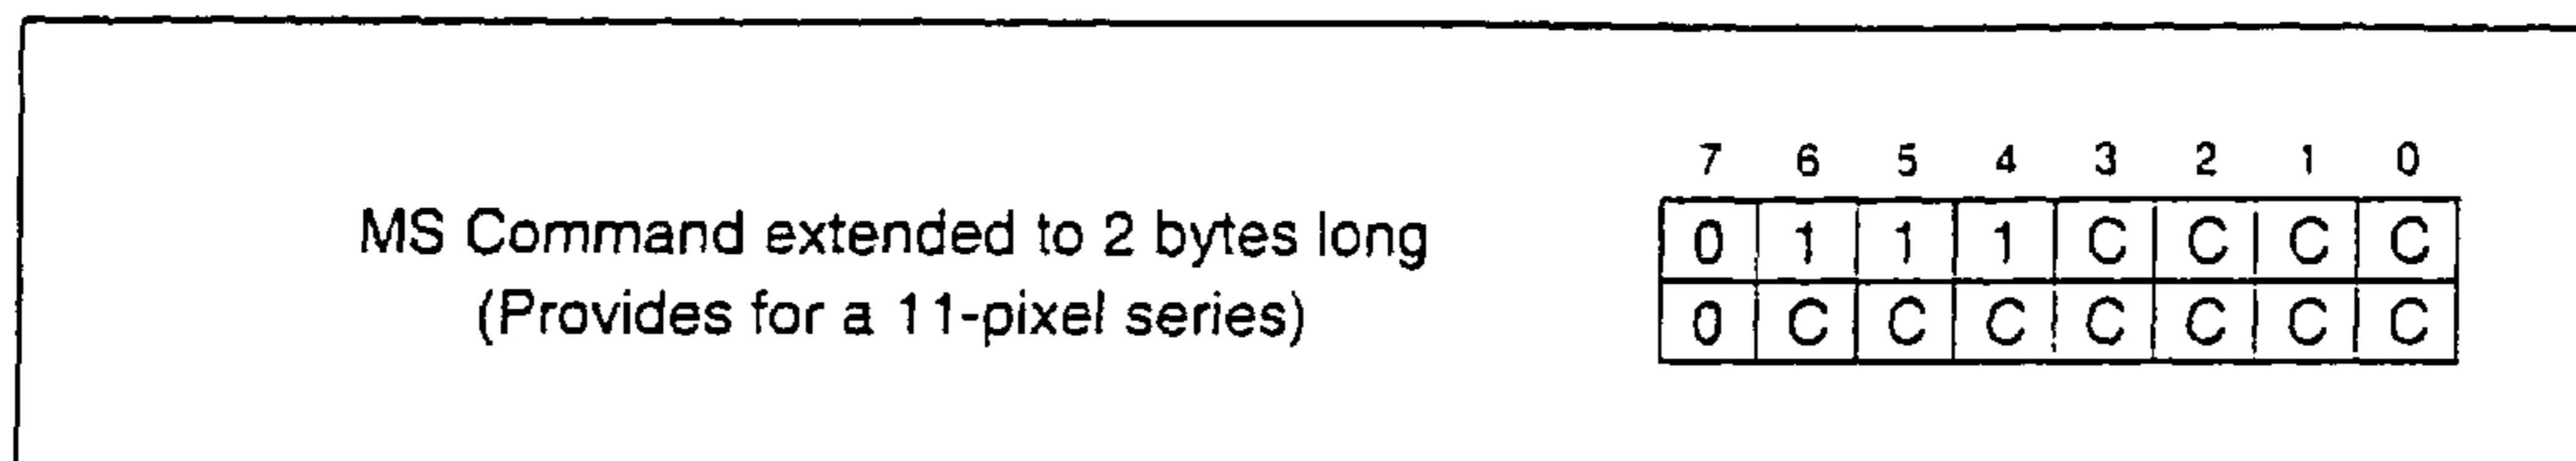 7 6 5 4 3 2 1 0
MS Command extended to 2 bytes long 0 1 1 1 C C C C
(Provides for a 11-pixel series) 0 C C C C C C C